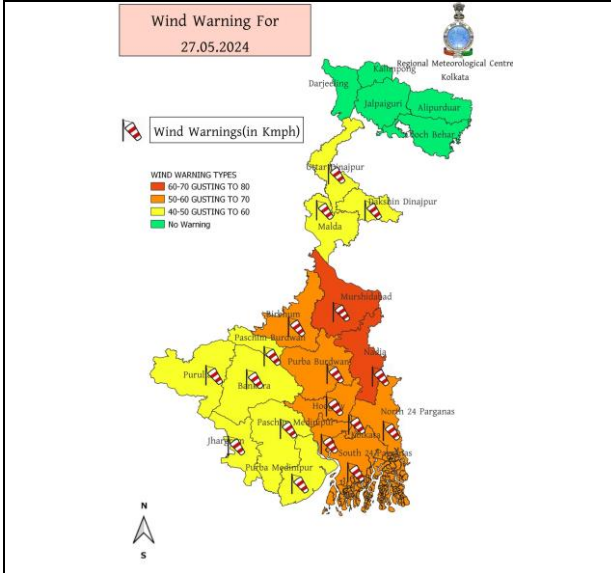 Wind Warning For
27.05.2024
Regional Meteorological Centre
Kolkata
Kalimpong
Darjeeling
Jalpaiguri
Alipurduar
Cooch Behar
Wind Warnings(in Kmph)
Uttar Dinajpur
WIND WARNING TYPES
60-70 GUSTING TO 80
50-60 GUSTING TO 70
40-50 GUSTING TO 60
No Warning
Dakshin Dinajpur
Malda
Murshidabad
Birbhum
Paschim Burdwan
Nadia
Purba Burdwan
Purulia
Bankura
Hooghly
North 24 Parganas
Paschim Medinipur
Kolkata
Jhargram
South 24 Parganas
Purba Medinipur
N
S